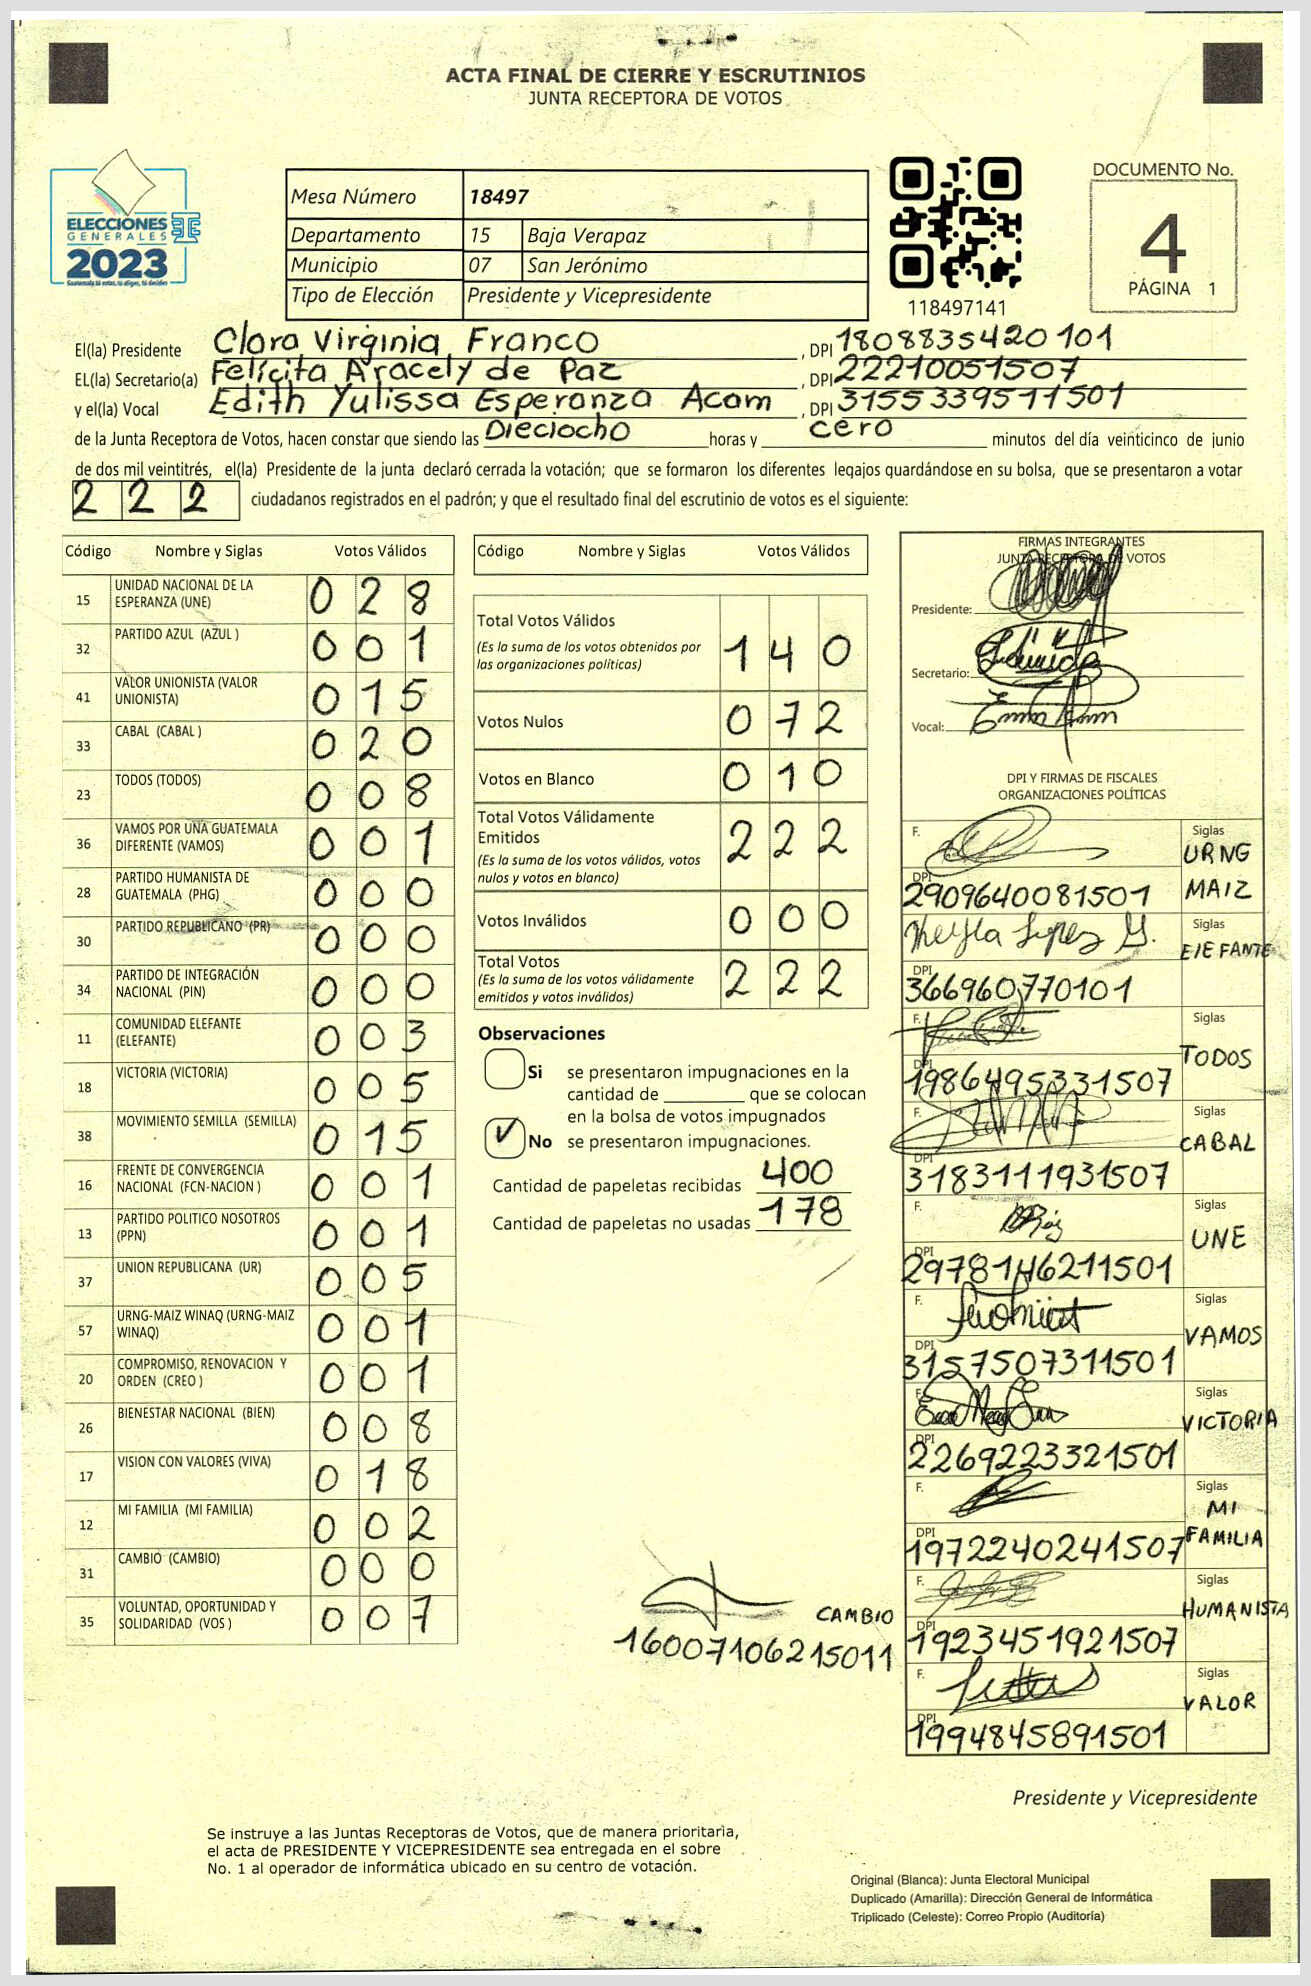 ACTA FINAL DE CIERRE Y ESCRUTINIOS
JUNTA RECEPTORA DE VOTOS
ELECCIONES
GENERALES
2023
Mesa Número 18497
Departamento 15 Baja Verapaz
Municipio 07 San Jerónimo
Tipo de Elección Presidente y Vicepresidente
118497141
DOCUMENTO No.
4
PÁGINA 1
El(la) Presidente Clara Virginia Franco, DPI 1808835420101
EL(la) Secretario(a) Felícita Aracely de Paz, DPI 22210051507
y el(la) Vocal Edith Yulissa Esperanza Acam, DPI 3155339511501
de la Junta Receptora de Votos, hacen constar que siendo las Dieciocho horas y cero minutos del día veinticinco de junio
de dos mil veintitrés, el(la) Presidente de la junta declaró cerrada la votación; que se formaron los diferentes legajos quardándose en su bolsa, que se presentaron a votar
2 2 2 ciudadanos registrados en el padrón; y que el resultado final del escrutinio de votos es el siguiente:
Código Nombre y Siglas Votos Válidos
15 UNIDAD NACIONAL DE LA ESPERANZA (UNE) 0 2 8
32 PARTIDO AZUL (AZUL ) 0 0 1
41 VALOR UNIONISTA (VALOR UNIONISTA) 0 1 5
33 CABAL (CABAL ) 0 2 0
23 TODOS (TODOS) 0 0 8
36 VAMOS POR UNA GUATEMALA DIFERENTE (VAMOS) 0 0 1
28 PARTIDO HUMANISTA DE GUATEMALA (PHG) 0 0 0
30 PARTIDO REPUBLICANO (PR) 0 0 0
34 PARTIDO DE INTEGRACIÓN NACIONAL (PIN) 0 0 0
11 COMUNIDAD ELEFANTE (ELEFANTE) 0 0 3
18 VICTORIA (VICTORIA) 0 0 5
38 MOVIMIENTO SEMILLA (SEMILLA) 0 1 5
16 FRENTE DE CONVERGENCIA NACIONAL (FCN-NACION ) 0 0 1
13 PARTIDO POLITICO NOSOTROS (PPN) 0 0 1
37 UNION REPUBLICANA (UR) 0 0 5
57 URNG-MAIZ WINAQ (URNG-MAIZ WINAQ) 0 0 1
20 COMPROMISO, RENOVACION Y ORDEN (CREO ) 0 0 1
26 BIENESTAR NACIONAL (BIEN) 0 0 8
17 VISION CON VALORES (VIVA) 0 1 8
12 MI FAMILIA (MI FAMILIA) 0 0 2
31 CAMBIO (CAMBIO) 0 0 0
35 VOLUNTAD, OPORTUNIDAD Y SOLIDARIDAD (VOS ) 0 0 7
Código Nombre y Siglas Votos Válidos
Total Votos Válidos 1 4 0
(Es la suma de los votos obtenidos por
las organizaciones políticas)
Votos Nulos 0 7 2
Votos en Blanco 0 1 0
Total Votos Válidamente
Emitidos 2 2 2
(Es la suma de los votos válidos, votos
nulos y votos en blanco)
Votos Inválidos 0 0 0
Total Votos 2 2 2
(Es la suma de los votos válidamente
emitidos y votos inválidos)
Observaciones
Si se presentaron impugnaciones en la
cantidad de ________ que se colocan
en la bolsa de votos impugnados
✓ No se presentaron impugnaciones.
Cantidad de papeletas recibidas 400
Cantidad de papeletas no usadas 178
CAMBIO
16007106215011
FIRMAS INTEGRANTES
JUNTA RECEPTORA DE VOTOS
Presidente:
Secretario:
Vocal:
DPI Y FIRMAS DE FISCALES
ORGANIZACIONES POLÍTICAS
F. Siglas URNG
DPI 2909640081501 MAIZ
F. Siglas ElEFANTE
DPI 366960770101
F. Siglas TODOS
DPI 1986495331507
F. Siglas CABAL
DPI 3183111931507
F. Siglas UNE
DPI 2978146211501
F. Siglas VAMOS
DPI 3157507311501
F. Siglas VICTORIA
DPI 2269223321501
F. Siglas MI
DPI 1972240241507 FAMILIA
F. Siglas HUMANISTA
DPI 1923451921507
F. Siglas VALOR
DPI 1994845891501
Presidente y Vicepresidente
Se instruye a las Juntas Receptoras de Votos, que de manera prioritaria,
el acta de PRESIDENTE Y VICEPRESIDENTE sea entregada en el sobre
No. 1 al operador de informática ubicado en su centro de votación.
Original (Blanca): Junta Electoral Municipal
Duplicado (Amarilla): Dirección General de Informática
Triplicado (Celeste): Correo Propio (Auditoría)